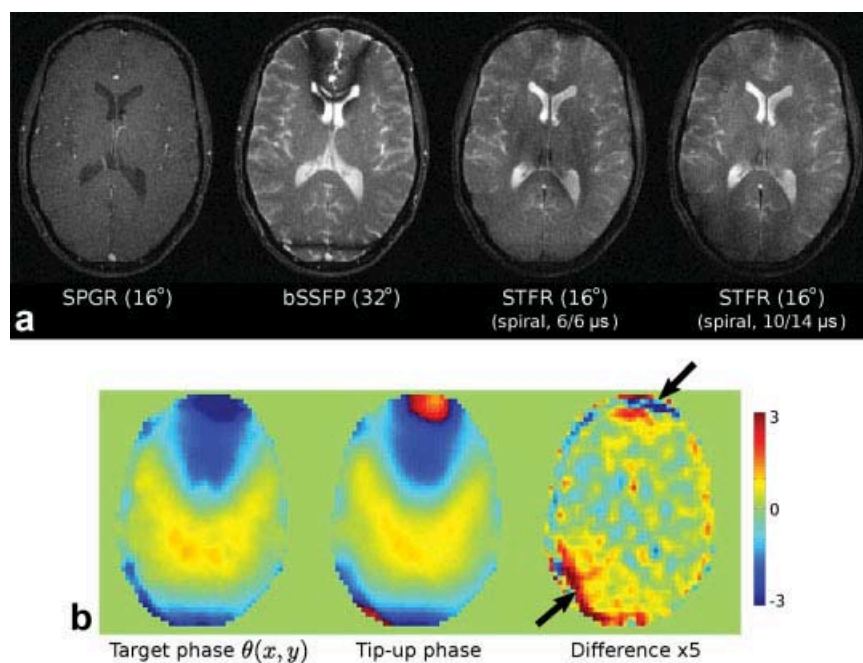 SPGR (16°) bSSFP (32°) STFR (16°) STFR (16°)
(spiral, 6/6 µs) (spiral, 10/14 µs)
a
3
0
-3
b
Target phase θ(x, y) Tip-up phase Difference x5